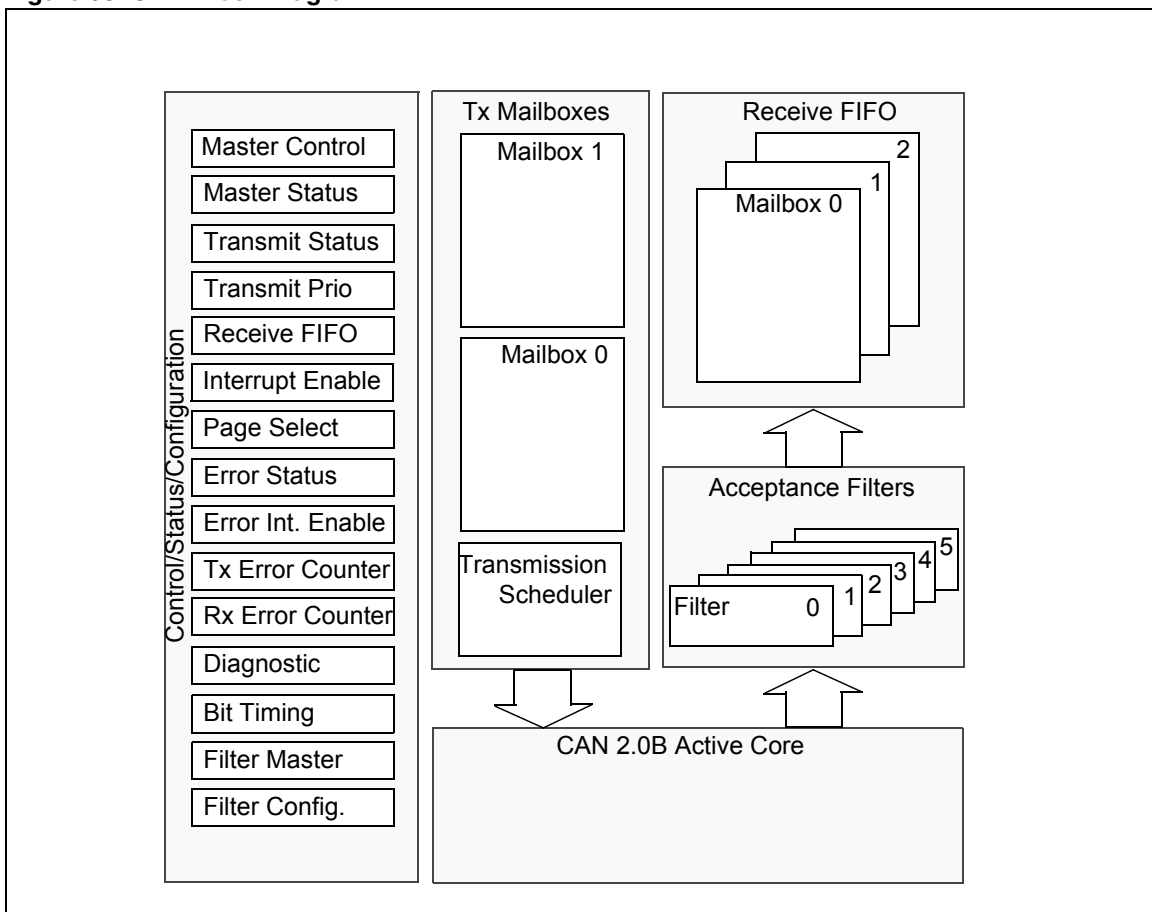 Control/Status/Configuration
Master Control
Master Status
Transmit Status
Transmit Prio
Receive FIFO
Interrupt Enable
Page Select
Error Status
Error Int. Enable
Tx Error Counter
Rx Error Counter
Diagnostic
Bit Timing
Filter Master
Filter Config.
Tx Mailboxes
Mailbox 1
Mailbox 0
Transmission
Scheduler
Receive FIFO
2
1
Mailbox 0
Acceptance Filters
5
4
3
2
1
Filter 0
CAN 2.0B Active Core